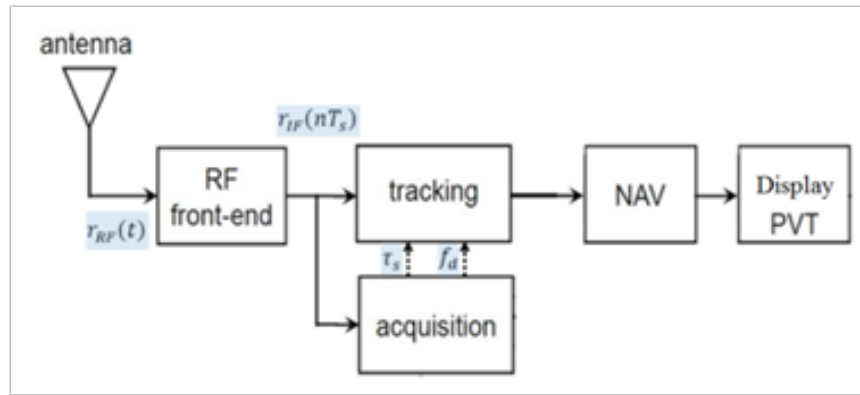 antenna
r_RF(t)
RF
front-end
r_IF(nT_s)
tracking
τ_s
f_d
acquisition
NAV
Display
PVT